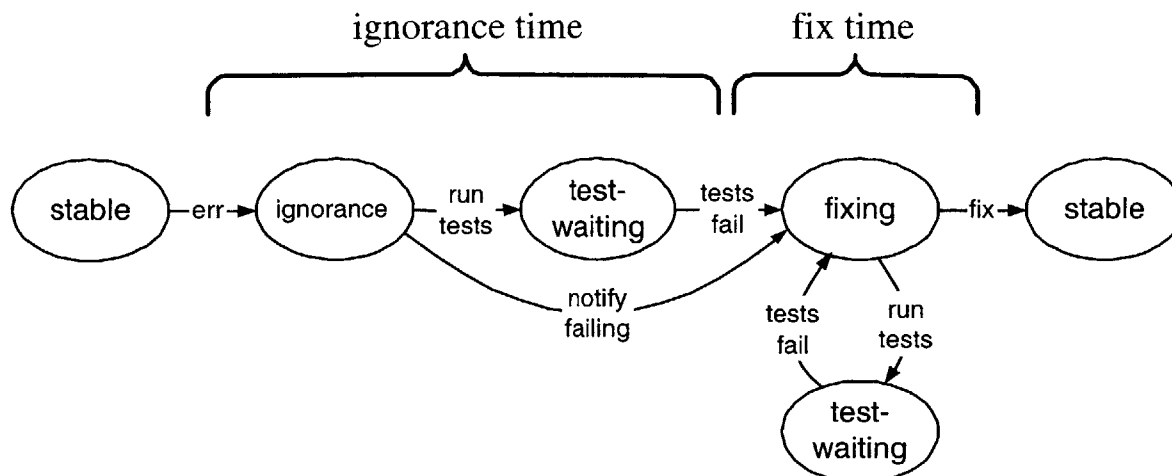 ignorance time
fix time
stable
err
ignorance
run
tests
test-
waiting
tests
fail
fixing
fix
stable
notify
failing
tests
fail
run
tests
test-
waiting